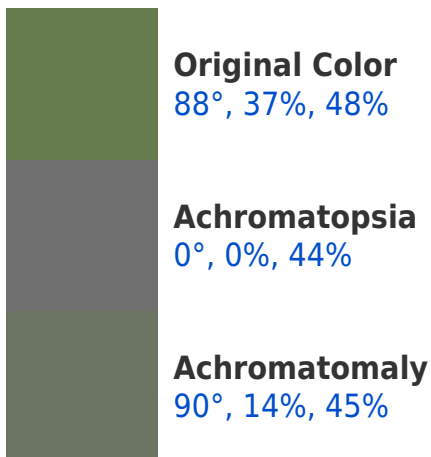 Original Color
88°, 37%, 48%
Achromatopsia
0°, 0%, 44%
Achromatomaly
90°, 14%, 45%